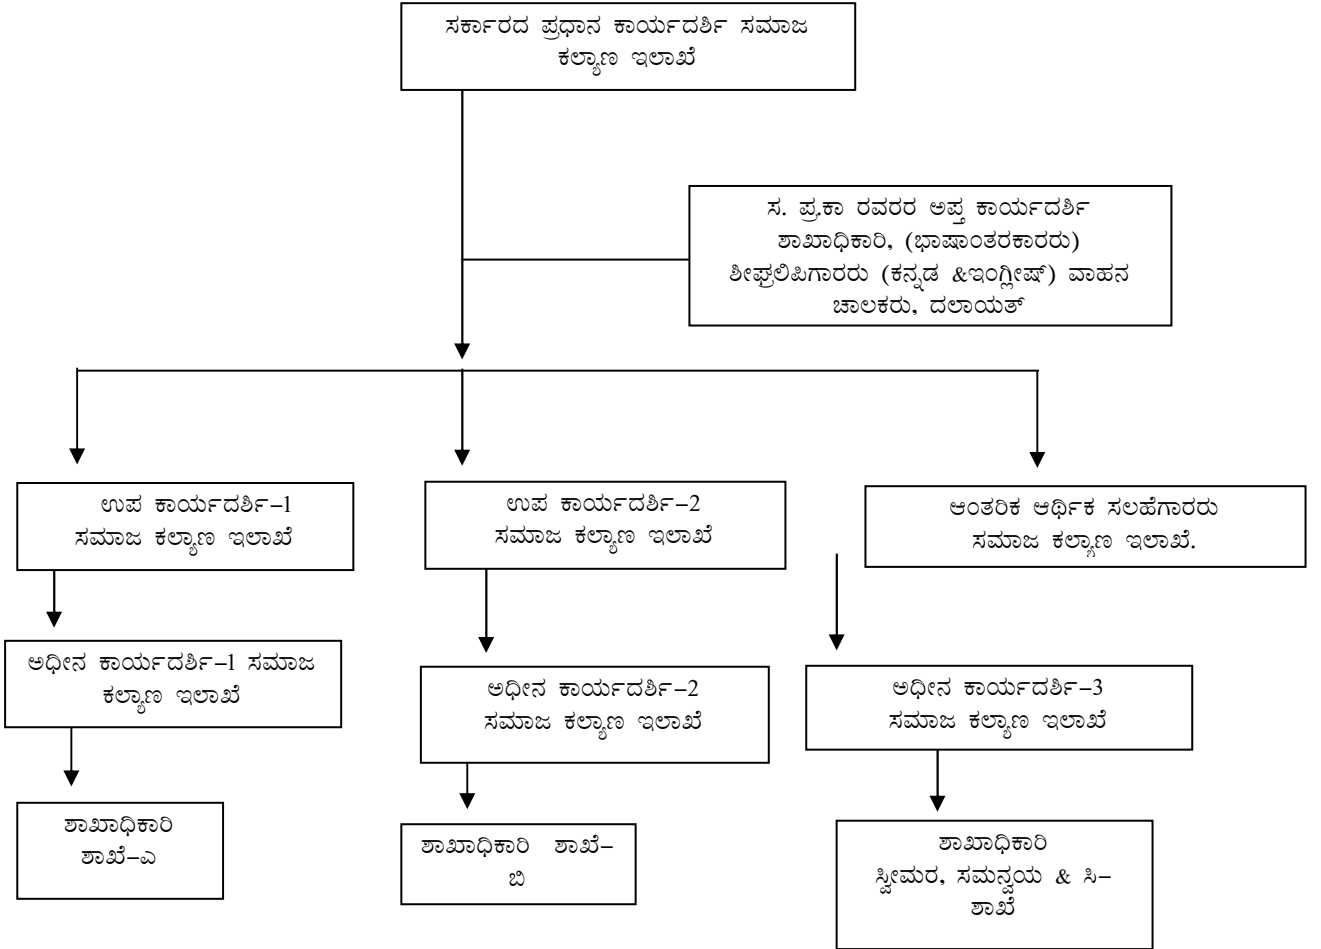 ಸರ್ಕಾರದ ಪ್ರಧಾನ ಕಾರ್ಯದರ್ಶಿ ಸಮಾಜ
ಕಲ್ಯಾಣ ಇಲಾಖೆ
ಸ. ಪ್ರ.ಕಾ ರವರರ ಅಪ್ತ ಕಾರ್ಯದರ್ಶಿ
ಶಾಖಾಧಿಕಾರಿ, (ಭಾಷಾಂತರಕಾರರು)
ಶೀಘ್ರಲಿಪಿಗಾರರು (ಕನ್ನಡ &ಇಂಗ್ಲೀಷ್) ವಾಹನ
ಚಾಲಕರು, ದಲಾಯತ್
ಉಪ ಕಾರ್ಯದರ್ಶಿ–1
ಸಮಾಜ ಕಲ್ಯಾಣ ಇಲಾಖೆ
ಉಪ ಕಾರ್ಯದರ್ಶಿ–2
ಸಮಾಜ ಕಲ್ಯಾಣ ಇಲಾಖೆ
ಆಂತರಿಕ ಆರ್ಥಿಕ ಸಲಹೆಗಾರರು
ಸಮಾಜ ಕಲ್ಯಾಣ ಇಲಾಖೆ.
ಅಧೀನ ಕಾರ್ಯದರ್ಶಿ–1 ಸಮಾಜ
ಕಲ್ಯಾಣ ಇಲಾಖೆ
ಅಧೀನ ಕಾರ್ಯದರ್ಶಿ–2
ಸಮಾಜ ಕಲ್ಯಾಣ ಇಲಾಖೆ
ಅಧೀನ ಕಾರ್ಯದರ್ಶಿ–3
ಸಮಾಜ ಕಲ್ಯಾಣ ಇಲಾಖೆ
ಶಾಖಾಧಿಕಾರಿ
ಶಾಖೆ–ಎ
ಶಾಖಾಧಿಕಾರಿ ಶಾಖೆ–
ಬಿ
ಶಾಖಾಧಿಕಾರಿ
ಸ್ವೀಮರ, ಸಮನ್ವಯ & ಸಿ–
ಶಾಖೆ